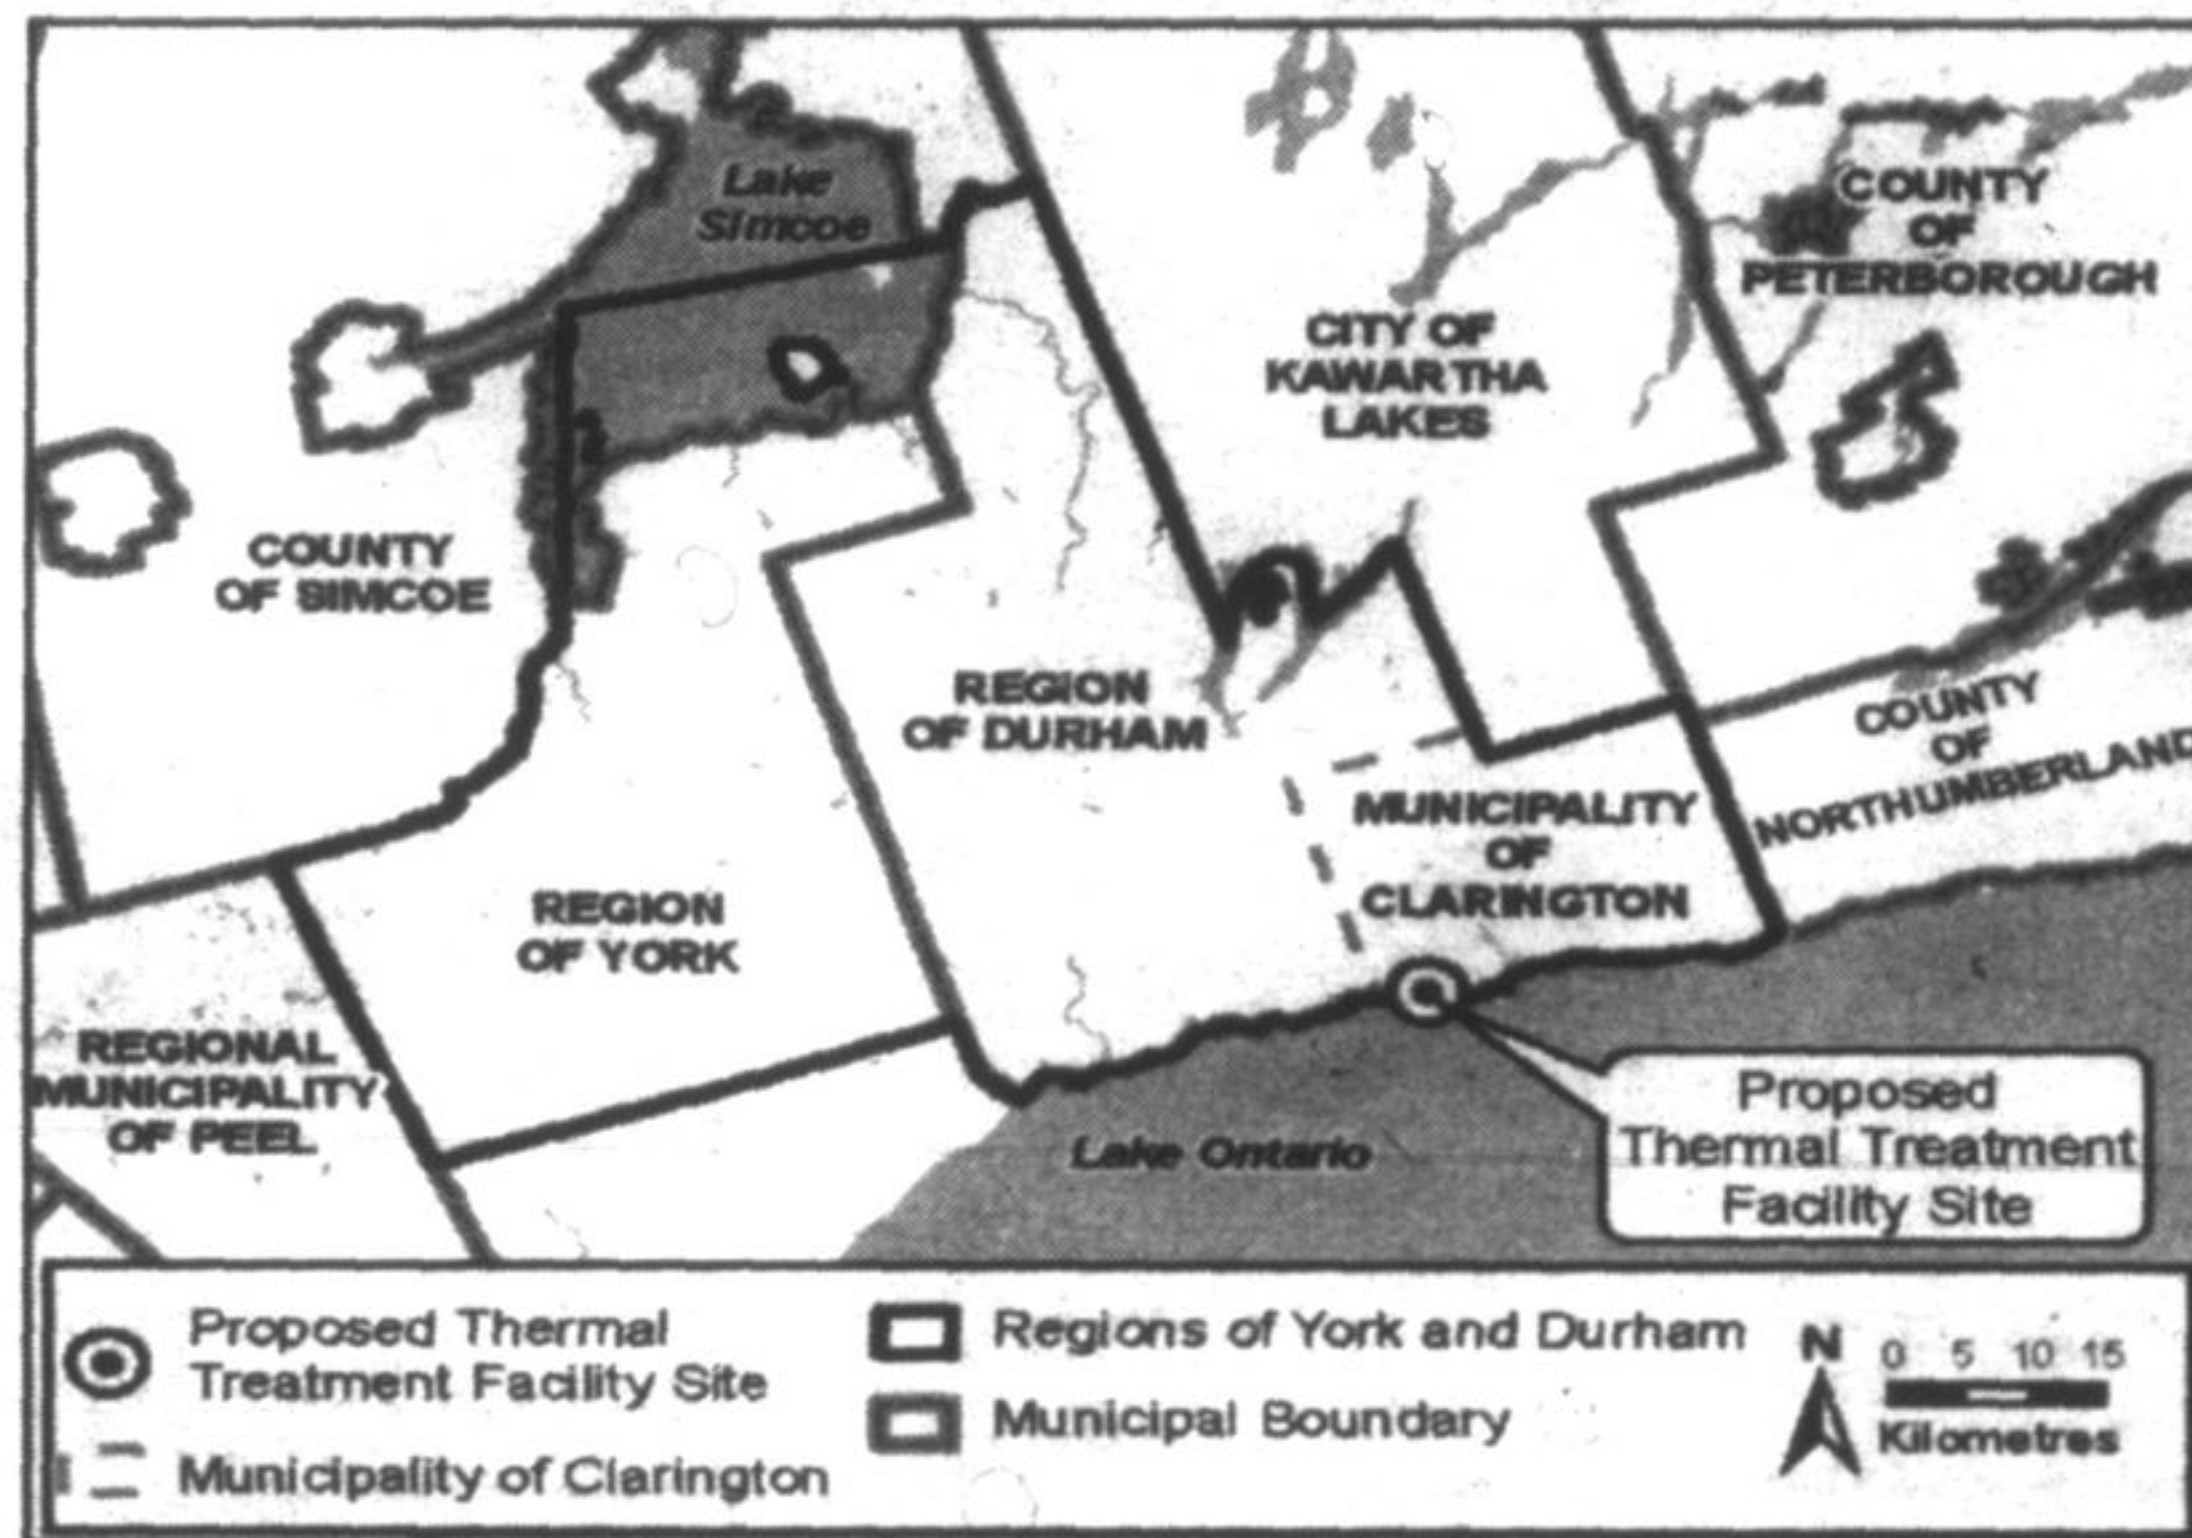 Lake
Simcoe
COUNTY
OF
PETERBOROUGH
CITY OF
KAWARTHA
LAKES
COUNTY
OF SIMCOE
REGION
OF DURHAM
COUNTY
OF
NORTHUMBERLAND
MUNICIPALITY
OF
CLARINGTON
REGION
OF YORK
REGIONAL
MUNICIPALITY
OF PEEL
Lake Ontario
Proposed
Thermal Treatment
Facility Site
Proposed Thermal
Treatment Facility Site
Municipality of Clarington
Regions of York and Durham
Municipal Boundary
N
0 5 10 15
Kilometres